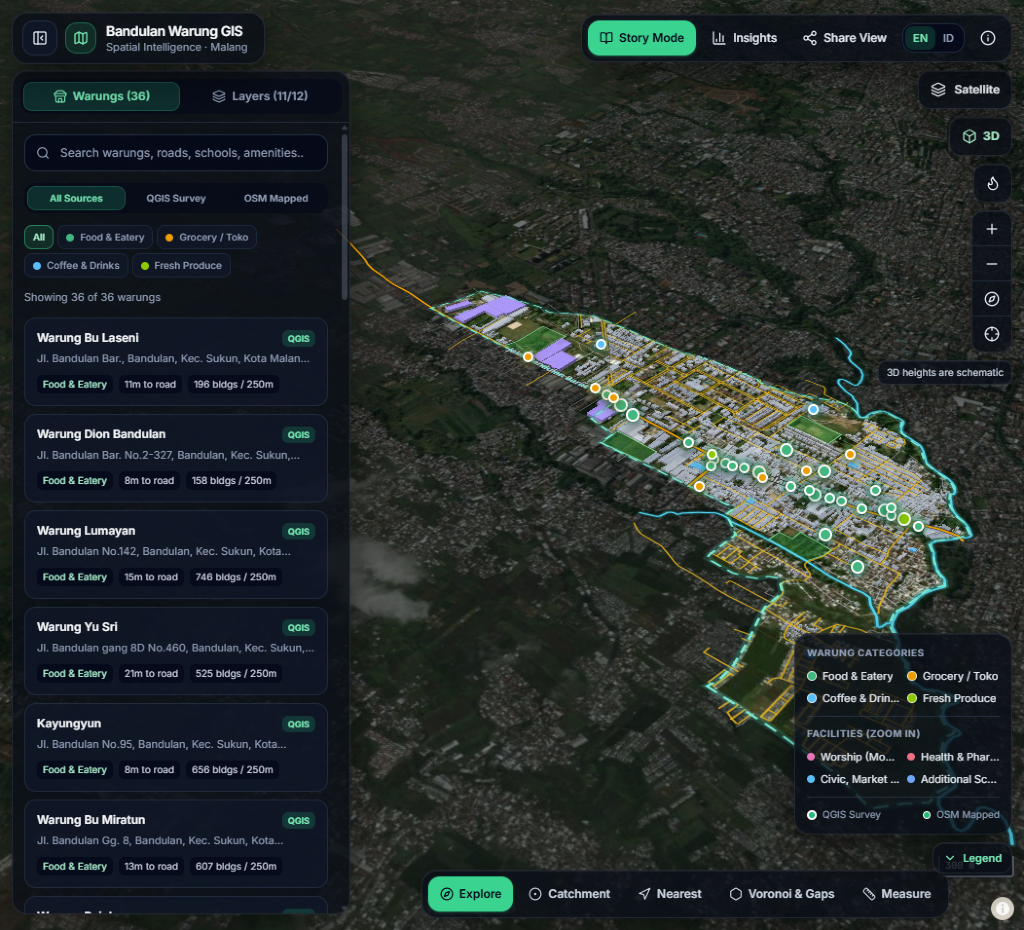 Bandulan Warung GIS
Spatial Intelligence · Malang
Story Mode
Insights
Share View
EN ID
Warungs (36)
Layers (11/12)
Satellite
3D
Search warungs, roads, schools, amenities..
All Sources
QGIS Survey
OSM Mapped
All
Food & Eatery
Grocery / Toko
Coffee & Drinks
Fresh Produce
Showing 36 of 36 warungs
Warung Bu Laseni
QGIS
Jl. Bandulan Bar., Bandulan, Kec. Sukun, Kota Malan...
Food & Eatery
11m to road
196 bldgs / 250m
Warung Dion Bandulan
QGIS
Jl. Bandulan Bar. No.2-327, Bandulan, Kec. Sukun,...
Food & Eatery
8m to road
158 bldgs / 250m
Warung Lumayan
QGIS
Jl. Bandulan No.142, Bandulan, Kec. Sukun, Kota...
Food & Eatery
15m to road
746 bldgs / 250m
Warung Yu Sri
QGIS
Jl. Bandulan gang 8D No.460, Bandulan, Kec. Sukun,...
Food & Eatery
21m to road
525 bldgs / 250m
Kayungyun
QGIS
Jl. Bandulan No.95, Bandulan, Kec. Sukun, Kota...
Food & Eatery
8m to road
656 bldgs / 250m
Warung Bu Miratun
QGIS
Jl. Bandulan Gg. 8, Bandulan, Kec. Sukun, Kota...
Food & Eatery
13m to road
607 bldgs / 250m
3D heights are schematic
WARUNG CATEGORIES
Food & Eatery
Grocery / Toko
Coffee & Drin...
Fresh Produce
FACILITIES (ZOOM IN)
Worship (Mo...
Health & Phar...
Civic, Market ...
Additional Sc...
QGIS Survey
OSM Mapped
Legend
Explore
Catchment
Nearest
Voronoi & Gaps
Measure